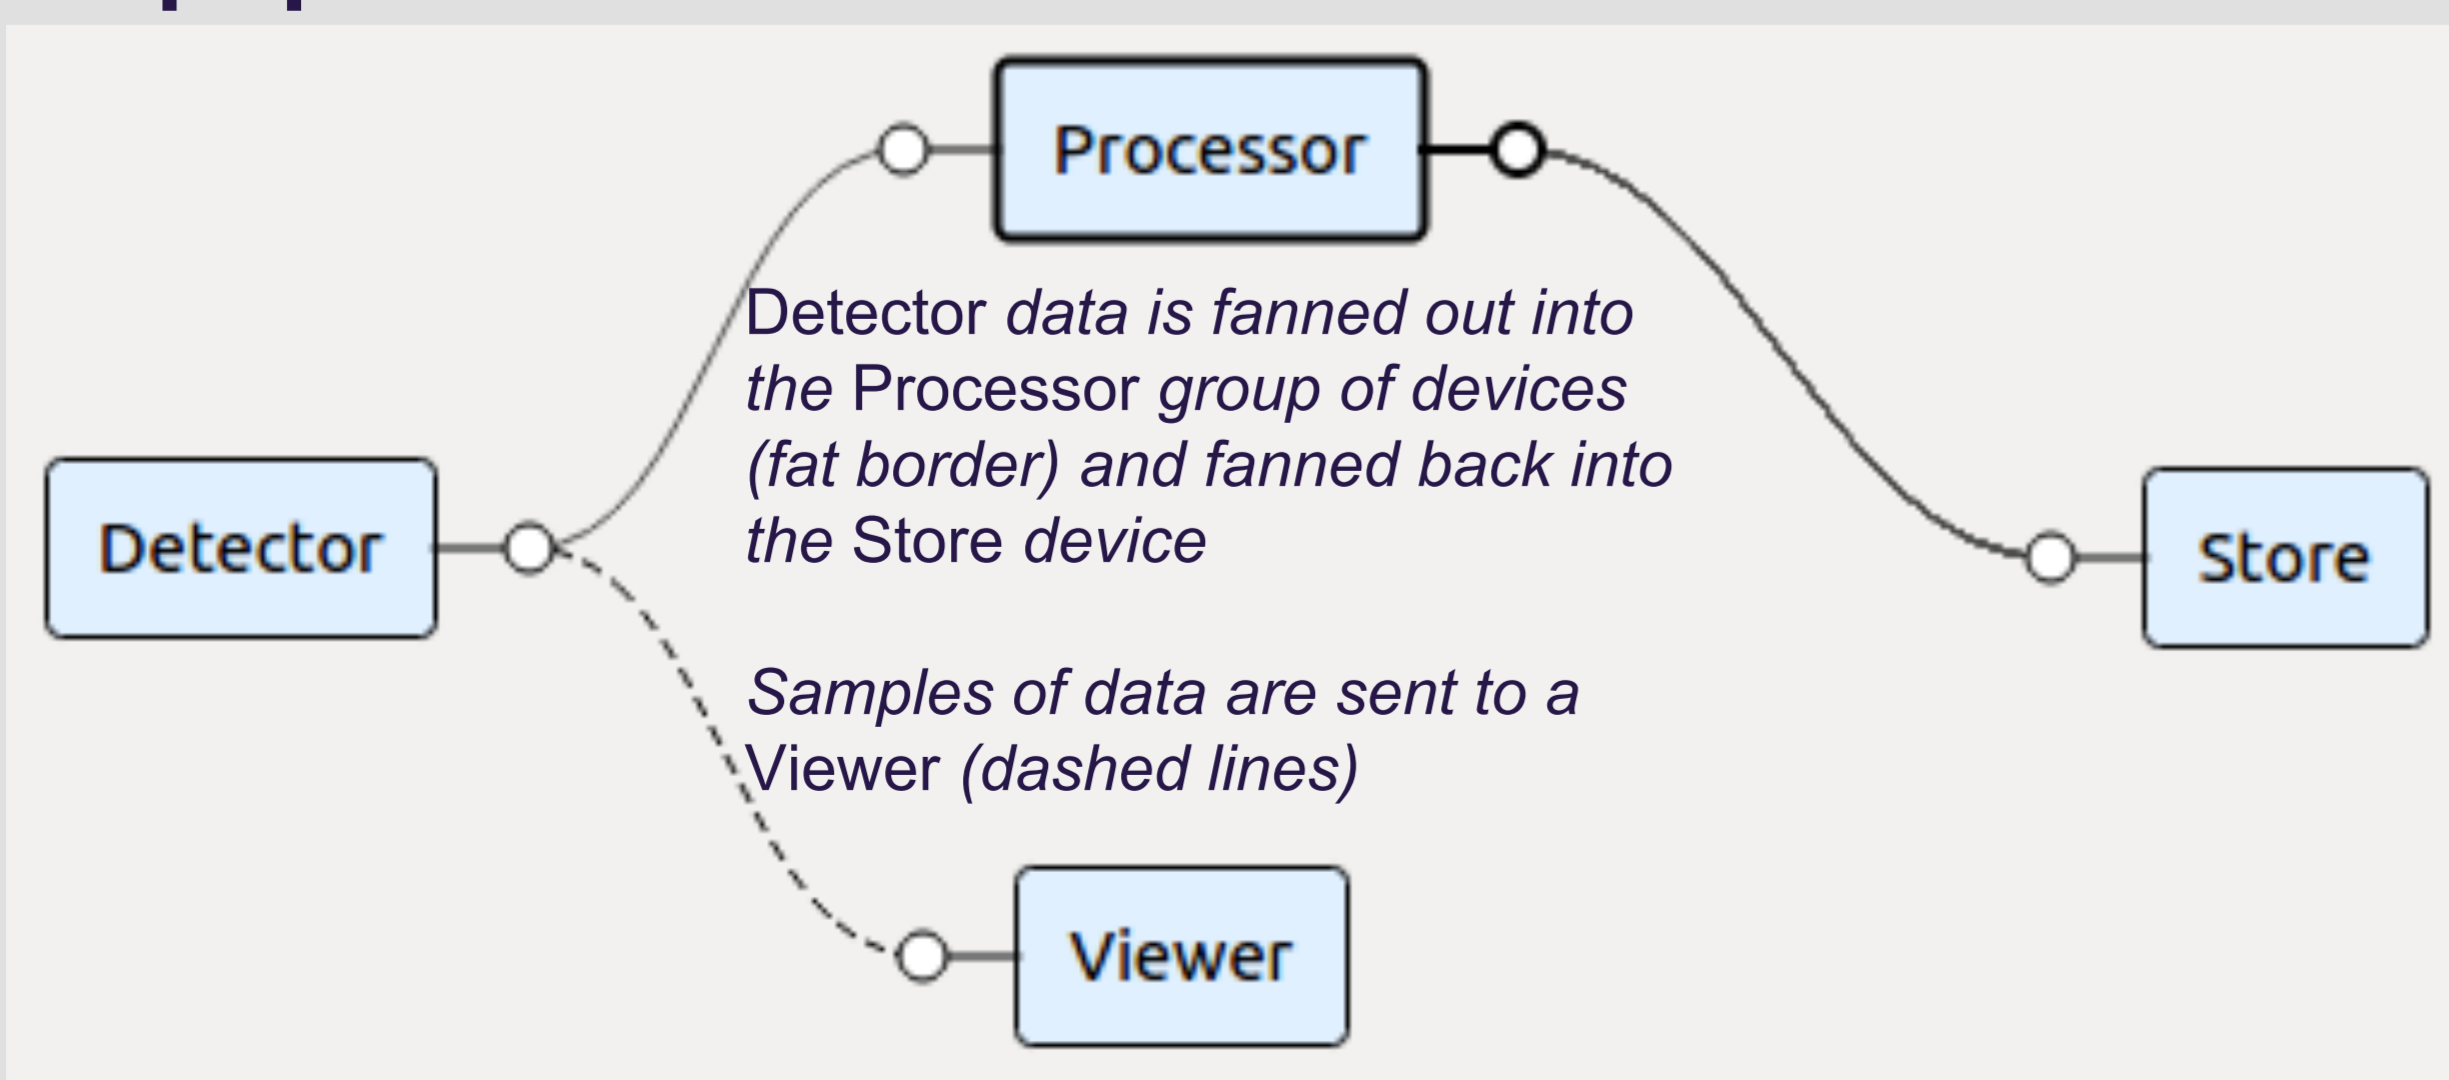 Processor
Detector data is fanned out into
the Processor group of devices
(fat border) and fanned back into
the Store device
Detector
Store
Samples of data are sent to a
Viewer (dashed lines)
Viewer